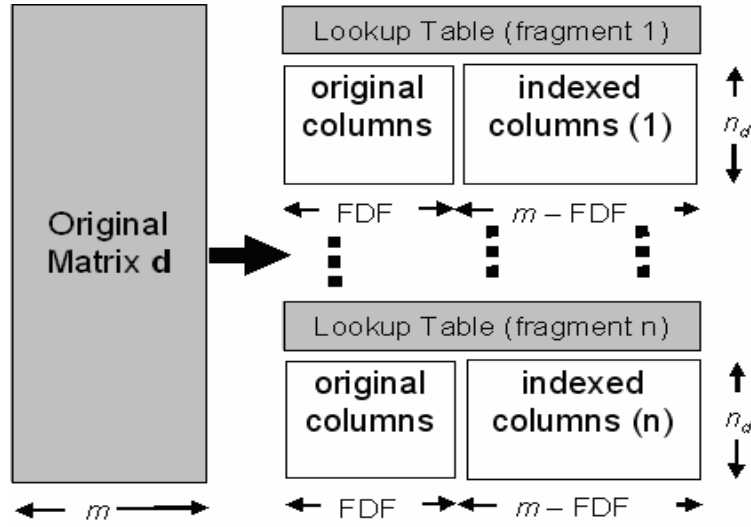 Lookup Table (fragment 1)
original
columns
indexed
columns (1)
n_d
FDF
m – FDF
Original
Matrix d
Lookup Table (fragment n)
original
columns
indexed
columns (n)
n_d
m
FDF
m – FDF